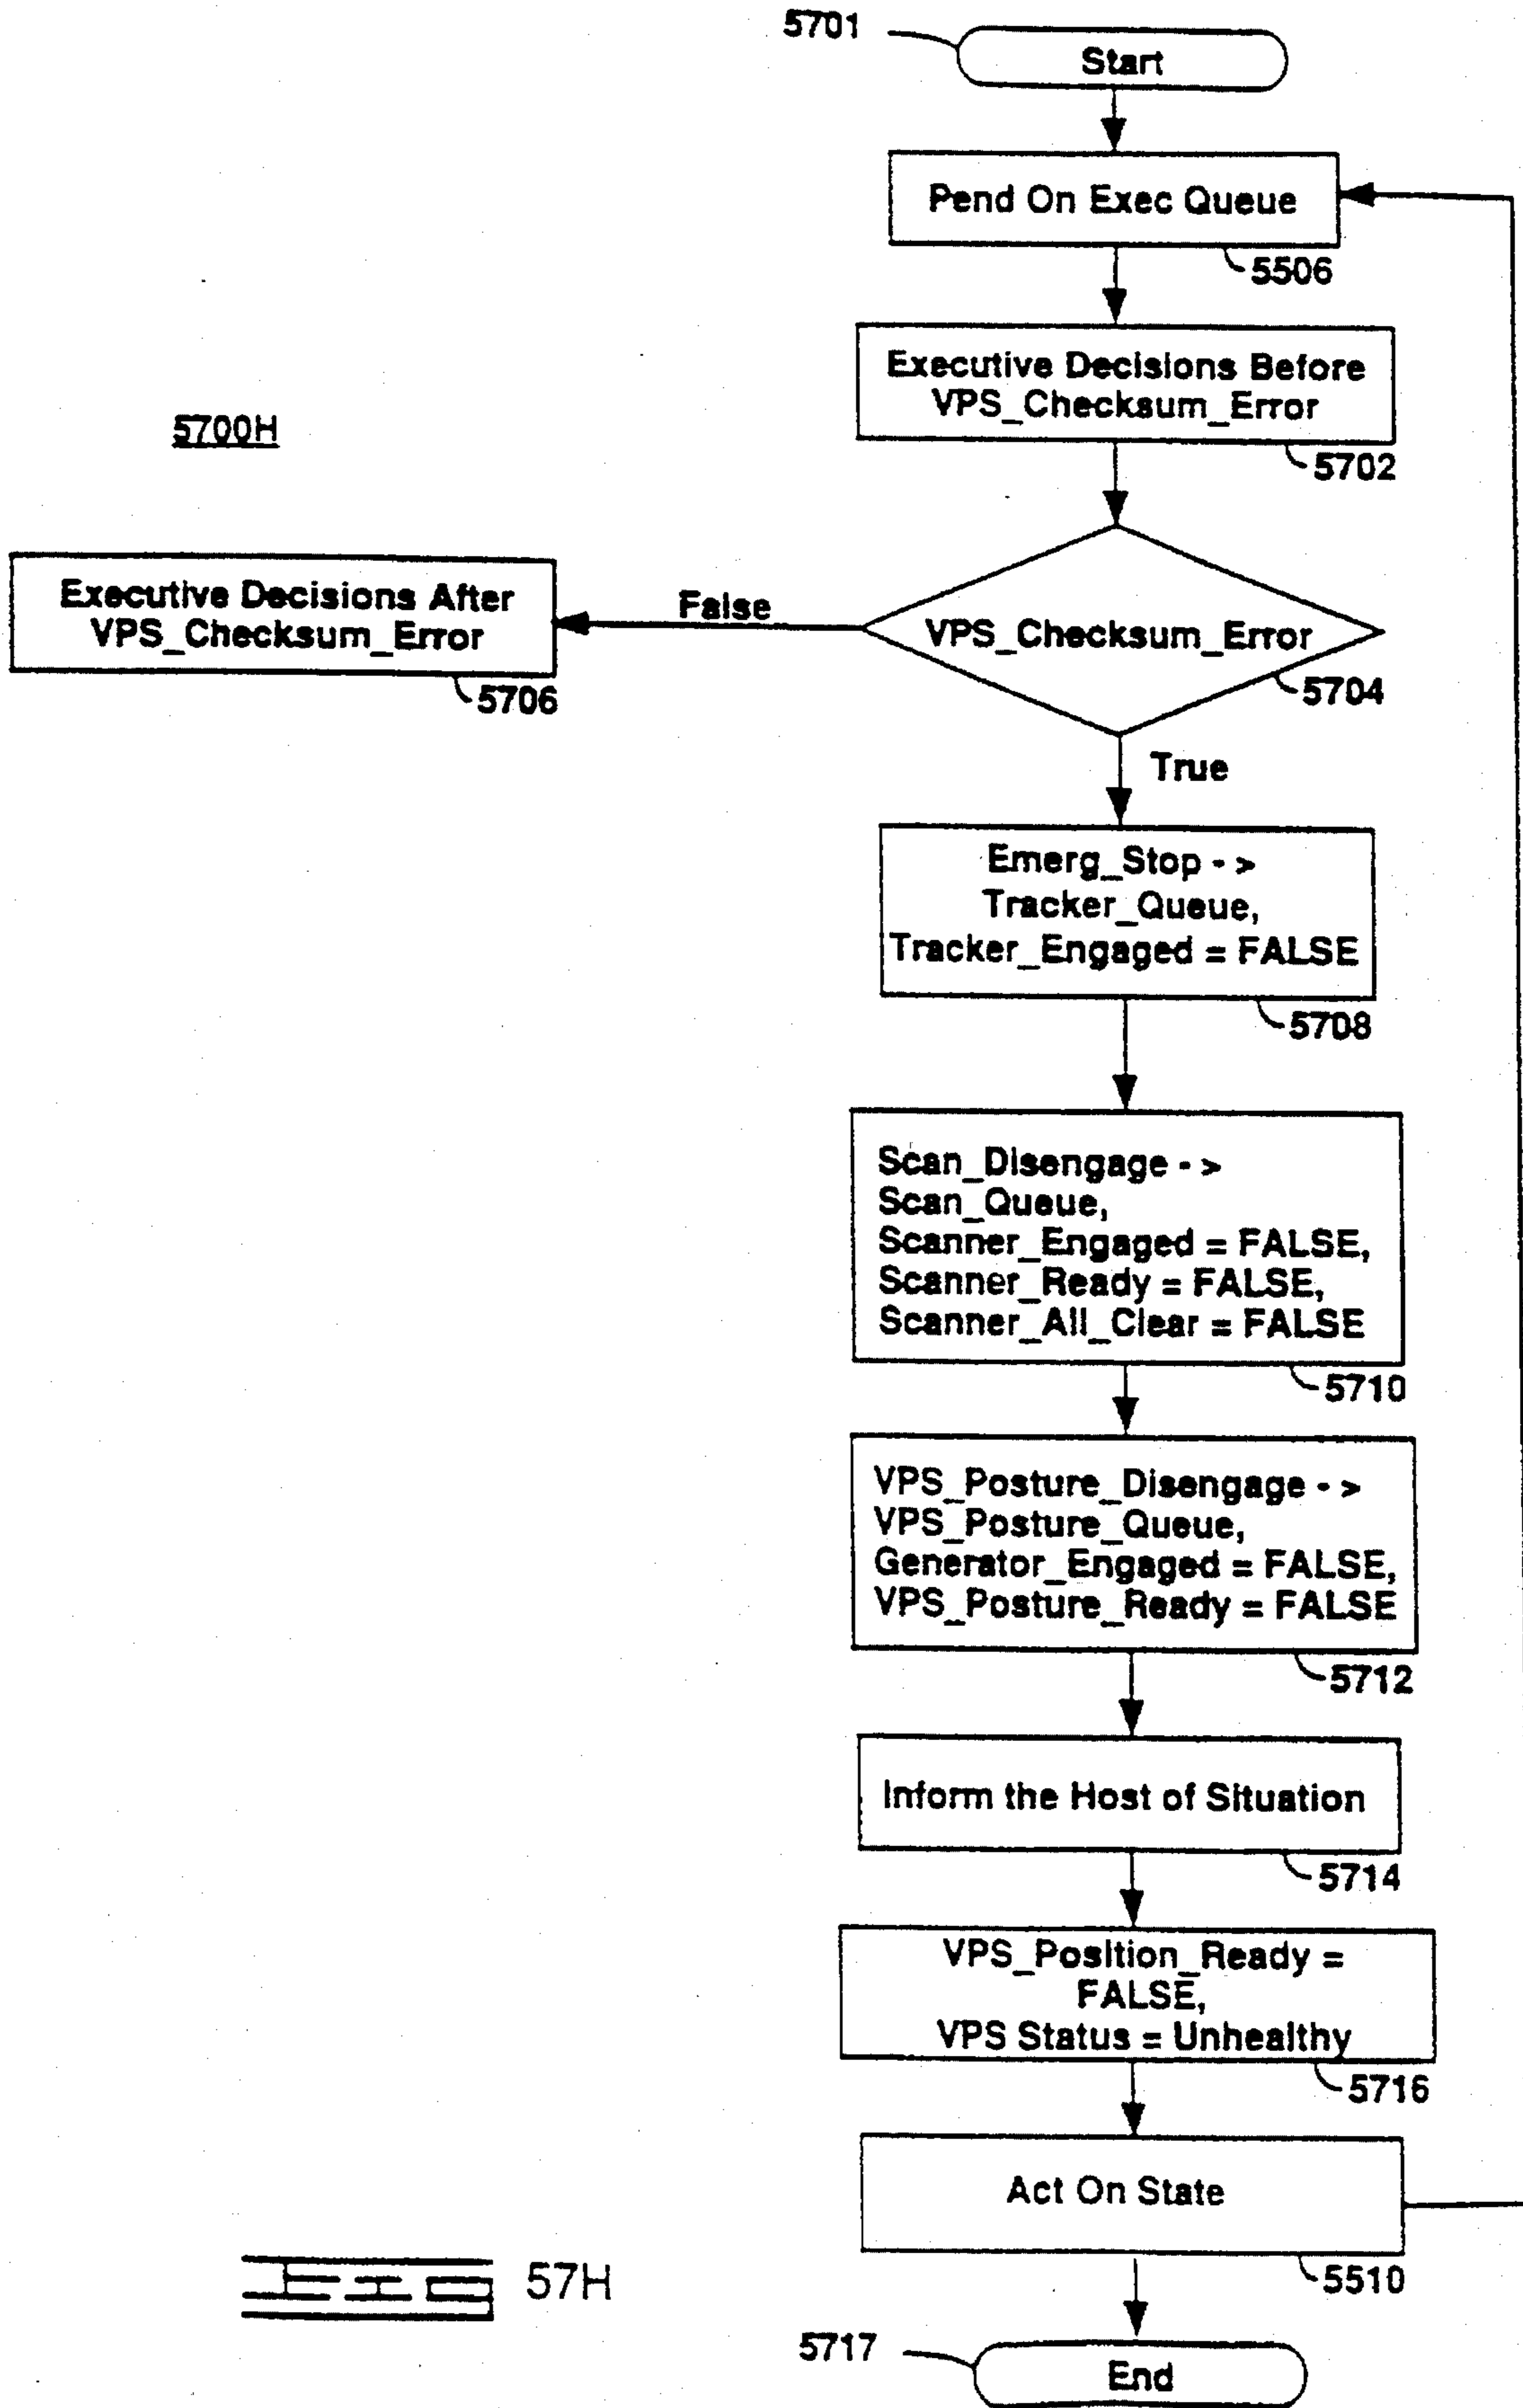 5701
Start
Pend On Exec Queue
5506
Executive Decisions Before
VPS_Checksum_Error
5702
5700H
Executive Decisions After
VPS_Checksum_Error
5706
False
VPS_Checksum_Error
5704
True
Emerg_Stop - >
Tracker_Queue,
Tracker_Engaged = FALSE
5708
Scan_Disengage - >
Scan_Queue,
Scanner_Engaged = FALSE,
Scanner_Ready = FALSE,
Scanner_All_Clear = FALSE
5710
VPS_Posture_Disengage - >
VPS_Posture_Queue,
Generator_Engaged = FALSE,
VPS_Posture_Ready = FALSE
5712
Inform the Host of Situation
5714
VPS_Position_Ready =
FALSE,
VPS Status = Unhealthy
5716
Act On State
5510
FIG 57H
5717
End